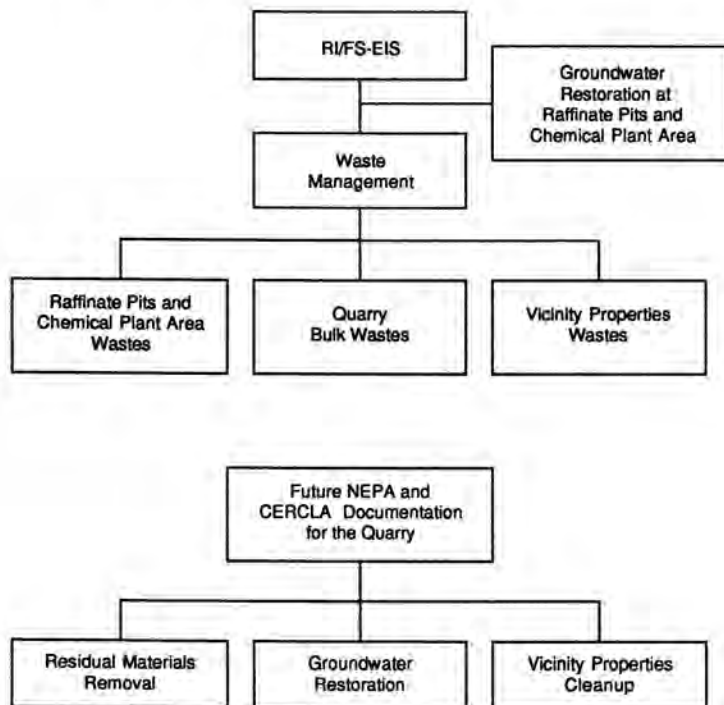 RI/FS-EIS
Groundwater
Restoration at
Raffinate Pits and
Chemical Plant Area
Waste
Management
Raffinate Pits and
Chemical Plant Area
Wastes
Quarry
Bulk Wastes
Vicinity Properties
Wastes
Future NEPA and
CERCLA Documentation
for the Quarry
Residual Materials
Removal
Groundwater
Restoration
Vicinity Properties
Cleanup